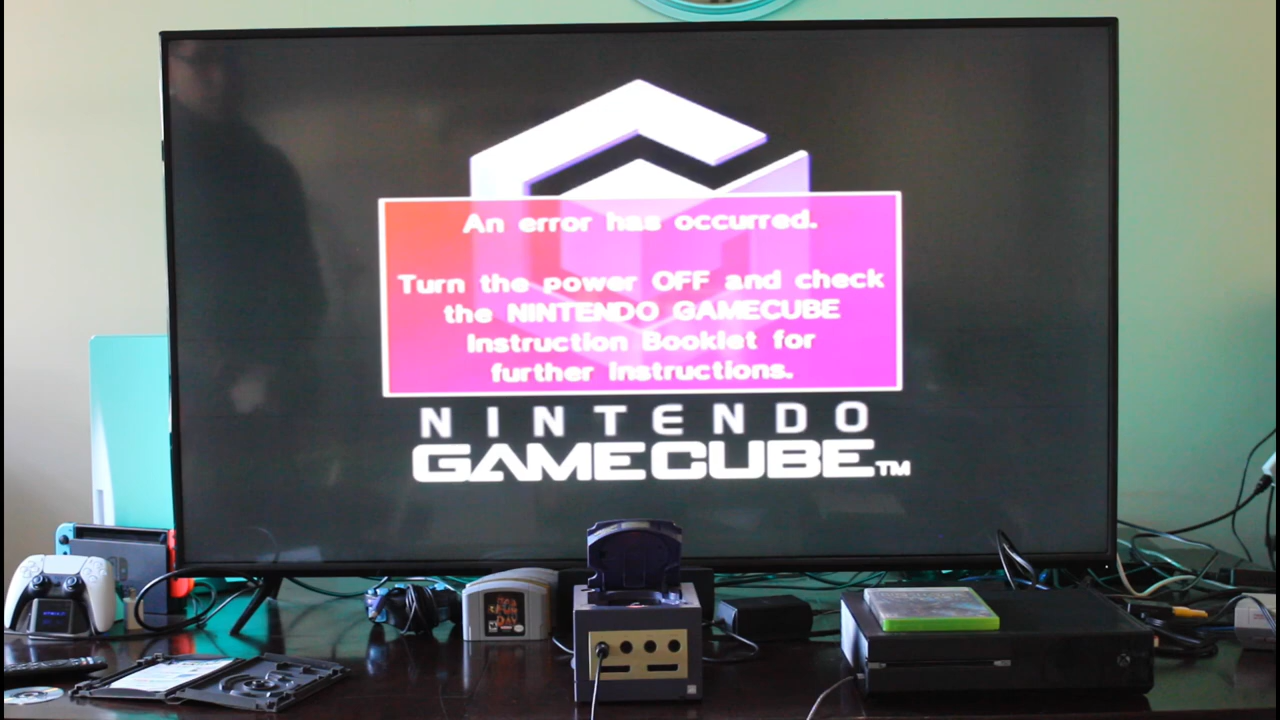 An error has occurred.
Turn the power OFF and check
the NINTENDO GAMECUBE
Instruction Booklet for
further instructions.
NINTENDO
GAMECUBE™
DAY